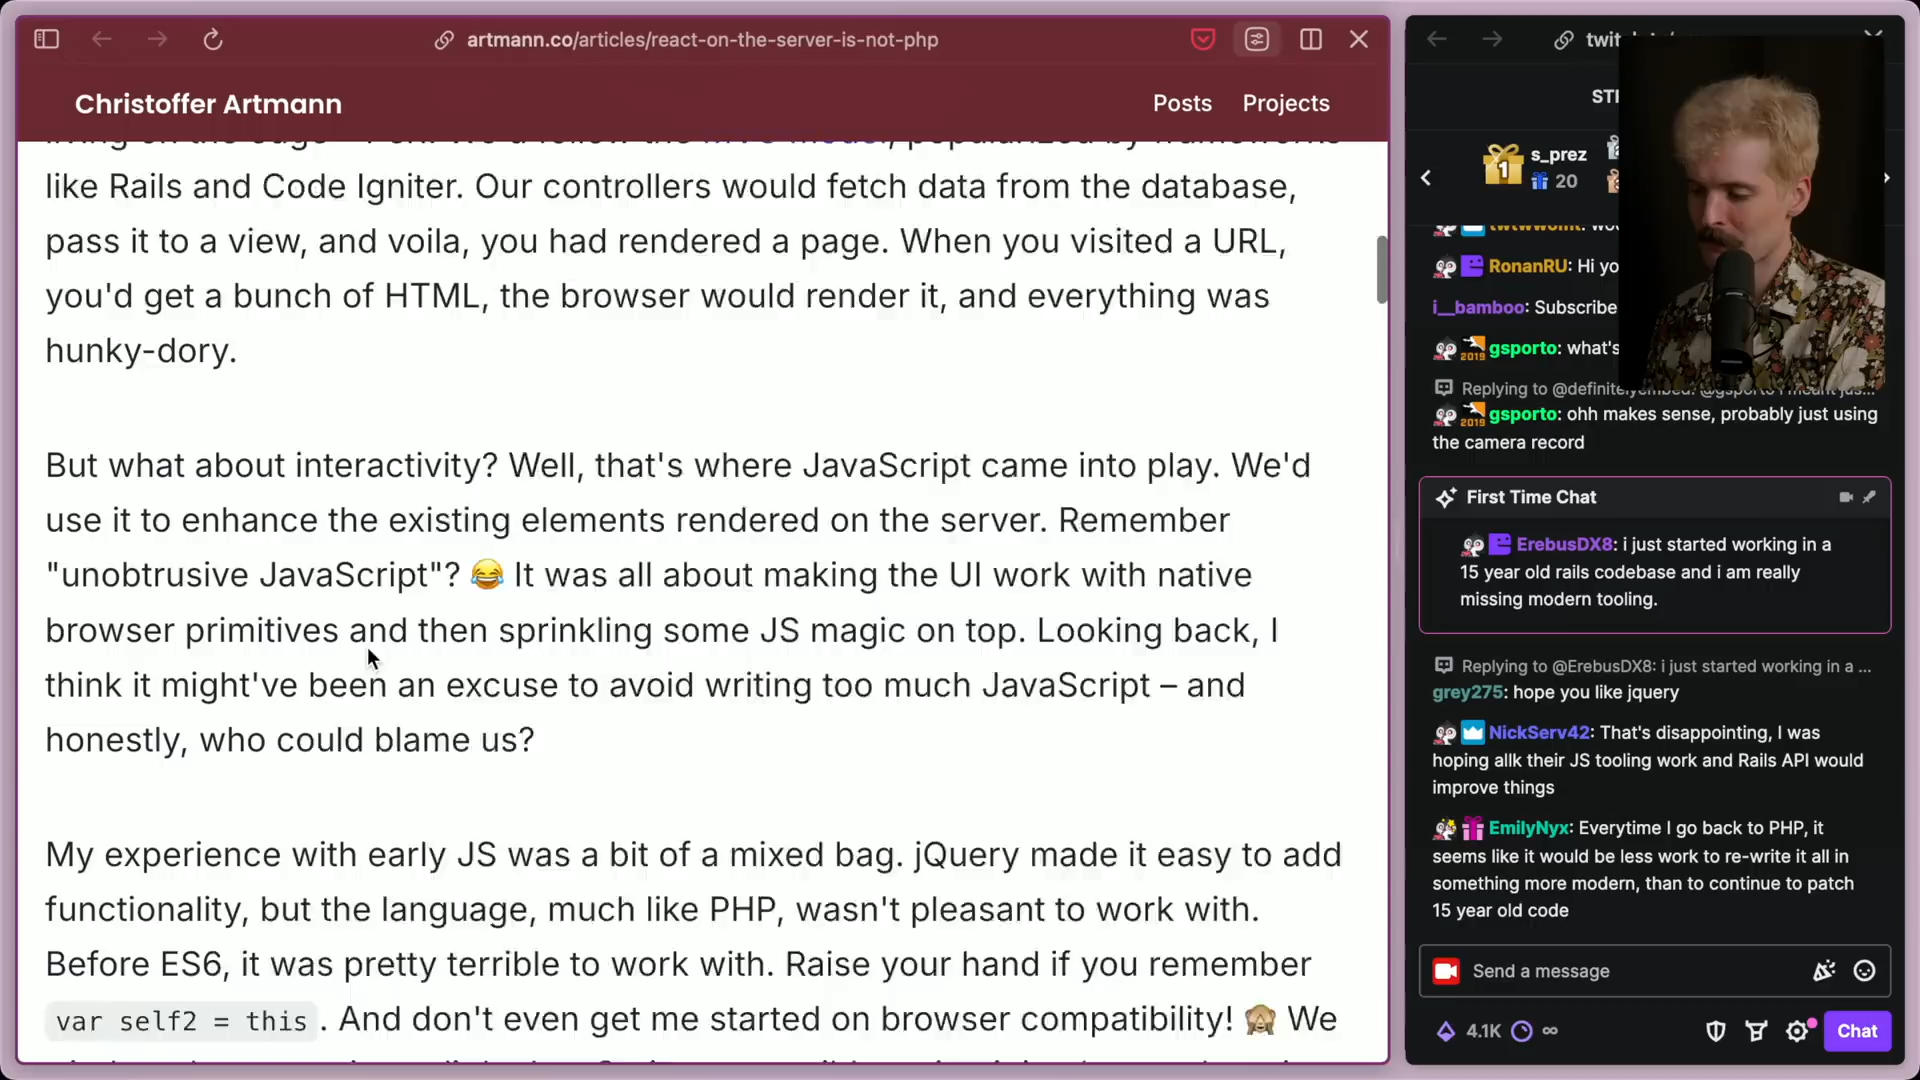 artmann.co/articles/react-on-the-server-is-not-php
Christoffer Artmann
Posts
Projects
like Rails and Code Igniter. Our controllers would fetch data from the database,
pass it to a view, and voila, you had rendered a page. When you visited a URL,
you'd get a bunch of HTML, the browser would render it, and everything was
hunky-dory.
But what about interactivity? Well, that's where JavaScript came into play. We'd
use it to enhance the existing elements rendered on the server. Remember
"unobtrusive JavaScript"? 😂 It was all about making the UI work with native
browser primitives and then sprinkling some JS magic on top. Looking back, I
think it might've been an excuse to avoid writing too much JavaScript – and
honestly, who could blame us?
My experience with early JS was a bit of a mixed bag. jQuery made it easy to add
functionality, but the language, much like PHP, wasn't pleasant to work with.
Before ES6, it was pretty terrible to work with. Raise your hand if you remember
var self2 = this . And don't even get me started on browser compatibility! 🙈 We
1
s_prez
20
RonanRU: Hi
i__bamboo: Subscribe
2019 gsporto: what's
Replying to
2019 gsporto: ohh makes sense, probably just using
the camera record
First Time Chat
ErebusDX8: i just started working in a
15 year old rails codebase and i am really
missing modern tooling.
Replying to @ErebusDX8: i just started working in a ...
grey275: hope you like jquery
NickServ42: That's disappointing, I was
hoping allk their JS tooling work and Rails API would
improve things
EmilyNyx: Everytime I go back to PHP, it
seems like it would be less work to re-write it all in
something more modern, than to continue to patch
15 year old code
Send a message
4.1K
∞
Chat